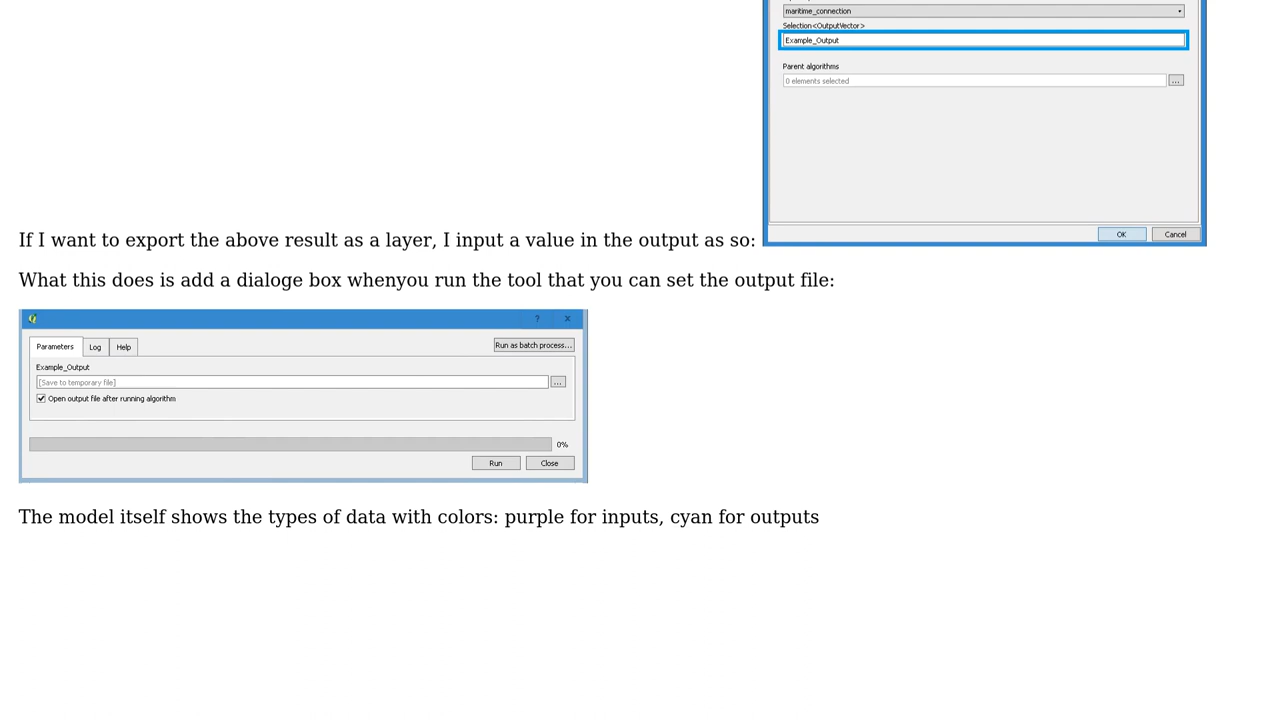 maritime_connection
Selection<OutputVector>
Example_Output
Parent algorithms
0 elements selected
...
OK Cancel
If I want to export the above result as a layer, I input a value in the output as so:
What this does is add a dialoge box whenyou run the tool that you can set the output file:
? x
Parameters Log Help Run as batch process...
Example_Output
[Save to temporary file] ...
Open output file after running algorithm
0%
Run Close
The model itself shows the types of data with colors: purple for inputs, cyan for outputs